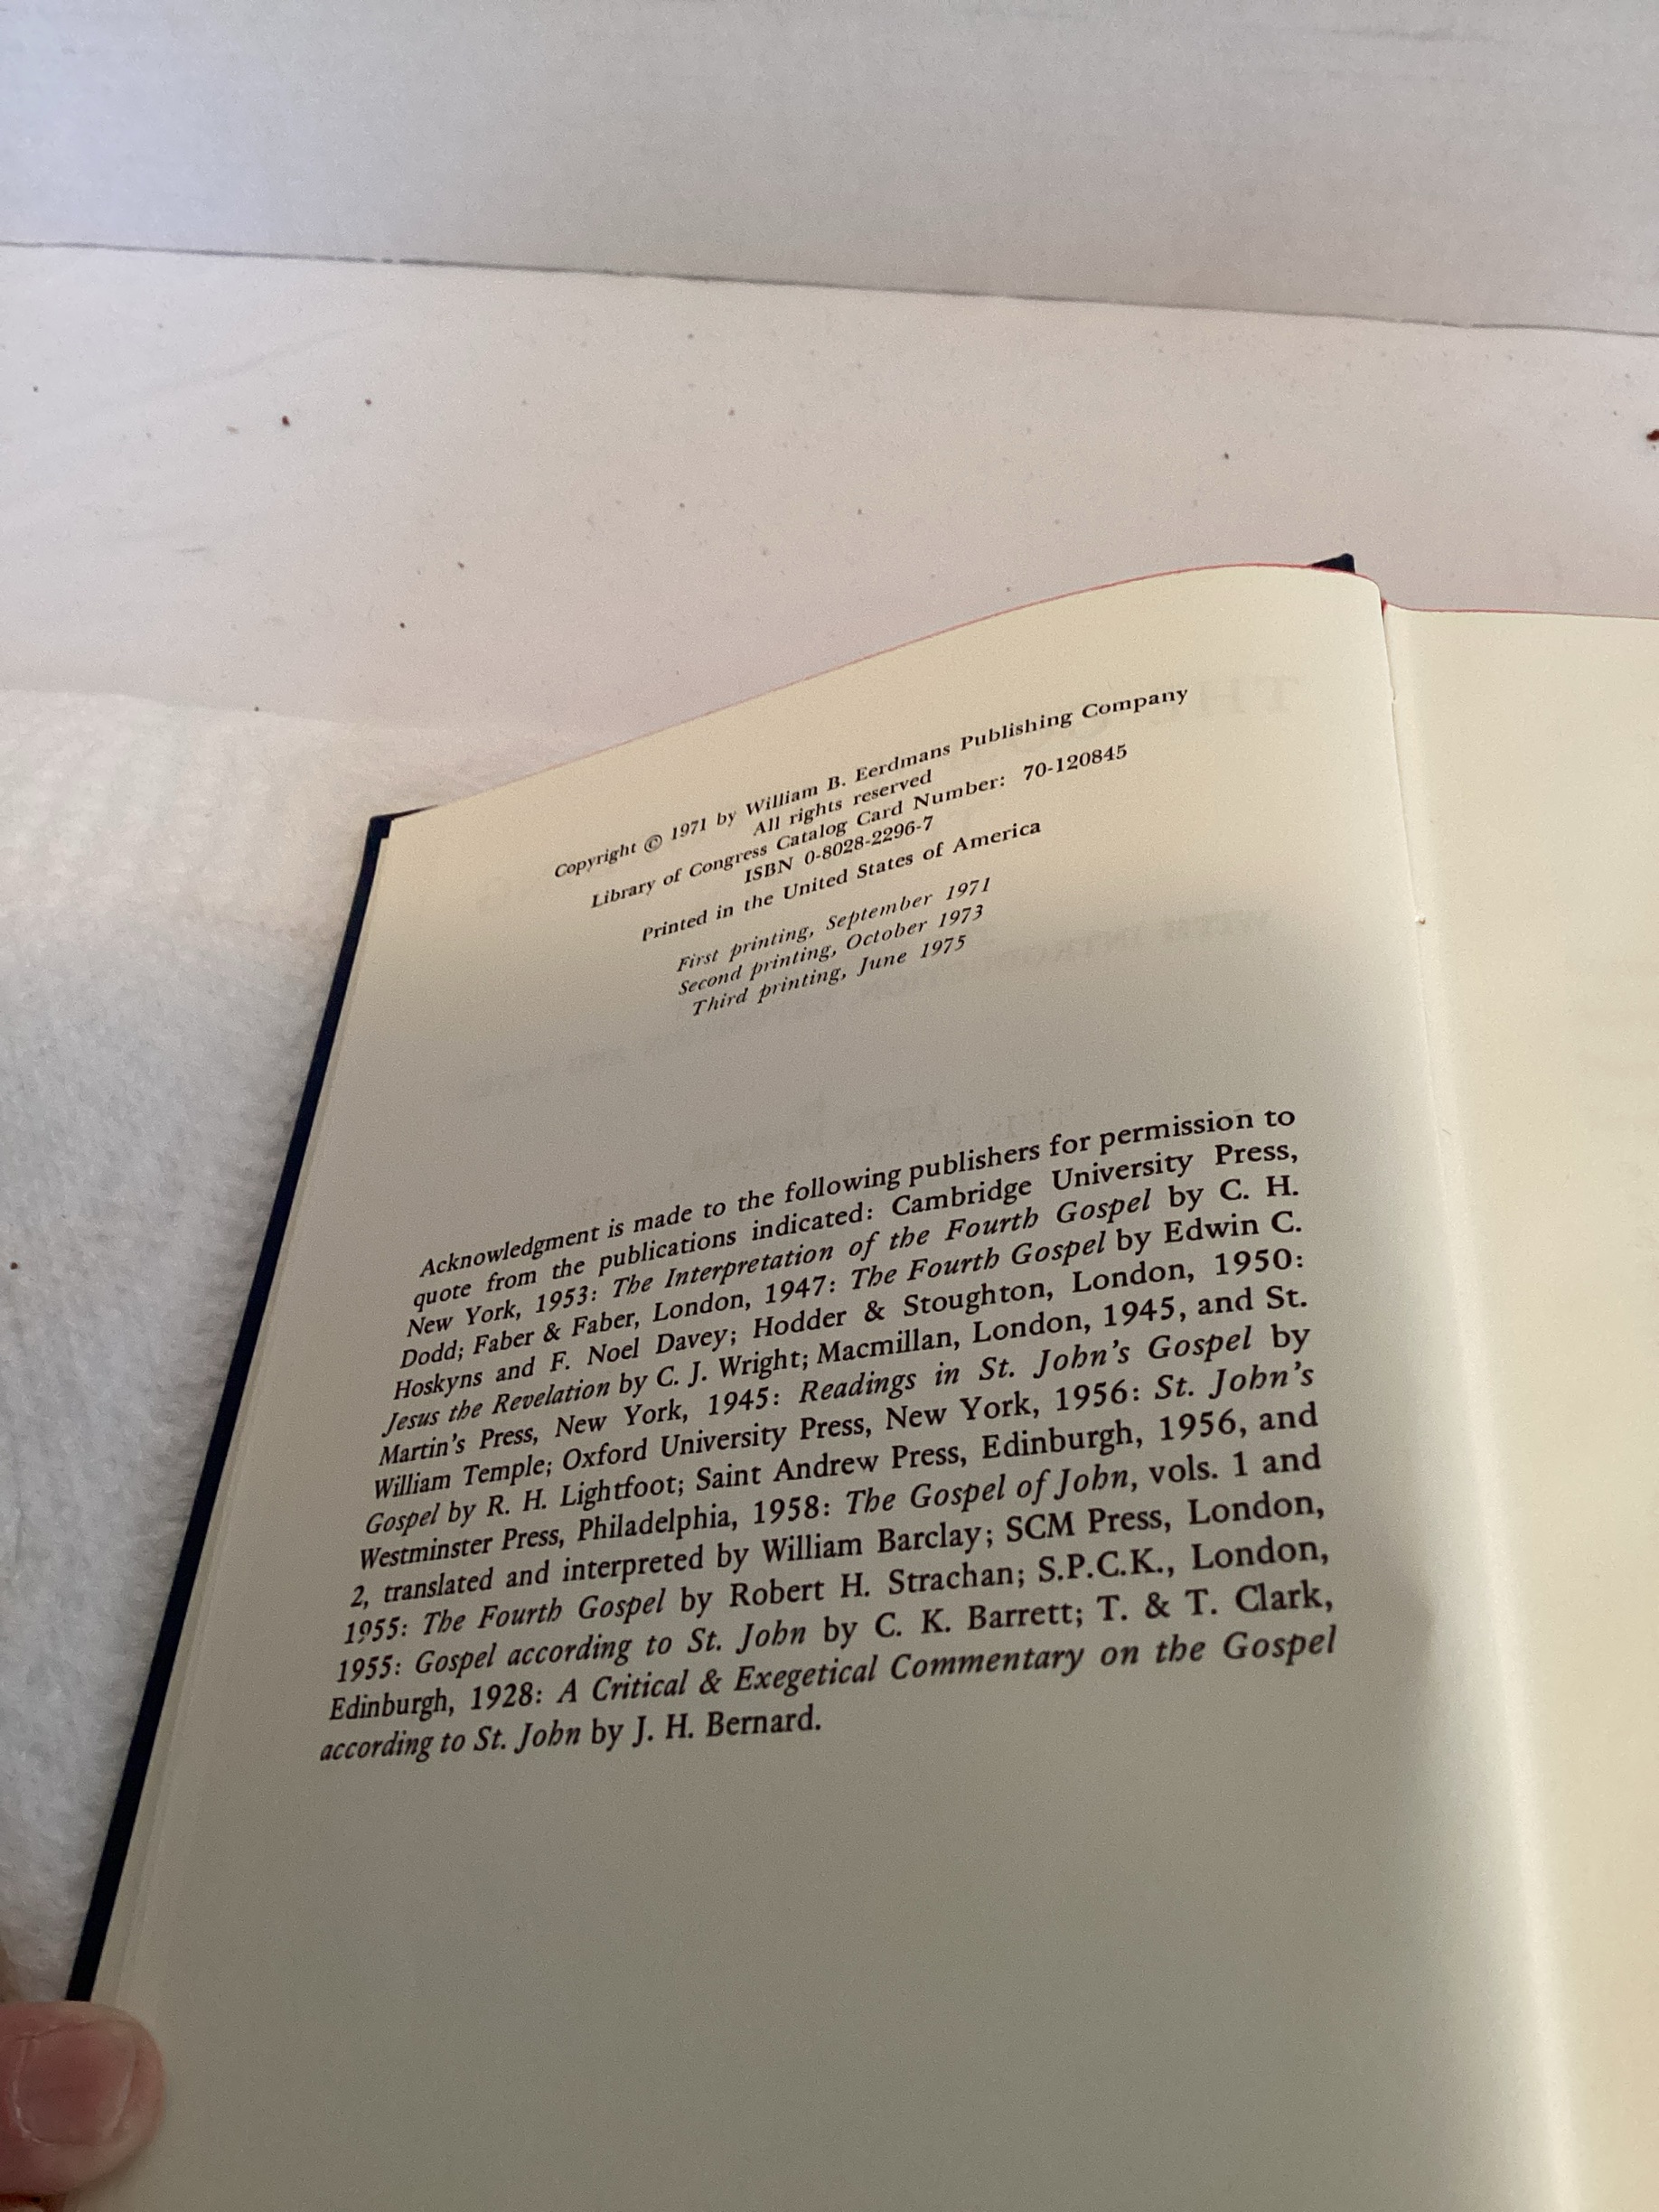 Copyright © 1971 by William B. Eerdmans Publishing Company
All rights reserved
Library of Congress Catalog Card Number: 70-120845
ISBN 0-8028-2296-7
Printed in the United States of America
First printing, September 1971
Second printing, October 1973
Third printing, June 1975
Acknowledgment is made to the following publishers for permission to
quote from the publications indicated: Cambridge University Press,
New York, 1953: The Interpretation of the Fourth Gospel by C. H.
Dodd; Faber & Faber, London, 1947: The Fourth Gospel by Edwin C.
Hoskyns and F. Noel Davey; Hodder & Stoughton, London, 1950:
Jesus the Revelation by C. J. Wright; Macmillan, London, 1945, and St.
Martin's Press, New York, 1945: Readings in St. John's Gospel by
William Temple; Oxford University Press, New York, 1956: St. John's
Gospel by R. H. Lightfoot; Saint Andrew Press, Edinburgh, 1956, and
Westminster Press, Philadelphia, 1958: The Gospel of John, vols. 1 and
2, translated and interpreted by William Barclay; SCM Press, London,
1955: The Fourth Gospel by Robert H. Strachan; S.P.C.K., London,
1955: Gospel according to St. John by C. K. Barrett; T. & T. Clark,
Edinburgh, 1928: A Critical & Exegetical Commentary on the Gospel
according to St. John by J. H. Bernard.